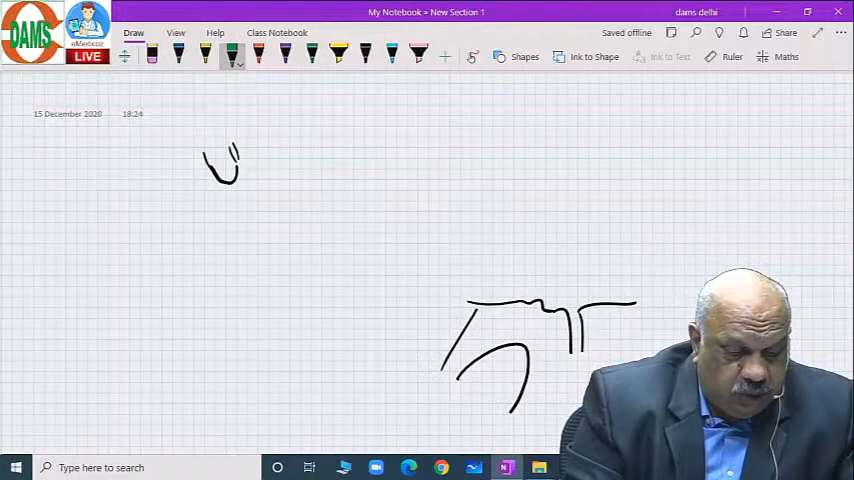 DAMS
eMedicoz
LIVE
My Notebook = New Section 1
dams delhi
Draw
View
Help
Class Notebook
Saved offline
Share
Shapes
Ink to Shape
Ink to Text
Ruler
Maths
15 December 2020
18:24
Type here to search